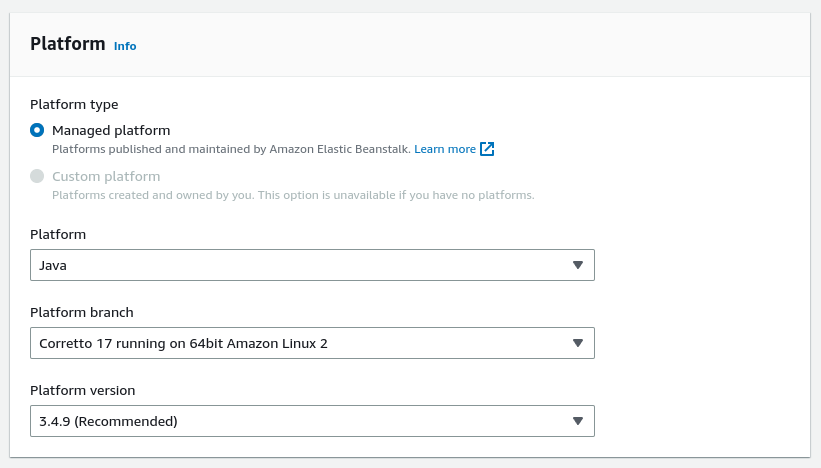 Platform Info
Platform type
Managed platform
Platforms published and maintained by Amazon Elastic Beanstalk. Learn more
Custom platform
Platforms created and owned by you. This option is unavailable if you have no platforms.
Platform
Java
Platform branch
Corretto 17 running on 64bit Amazon Linux 2
Platform version
3.4.9 (Recommended)